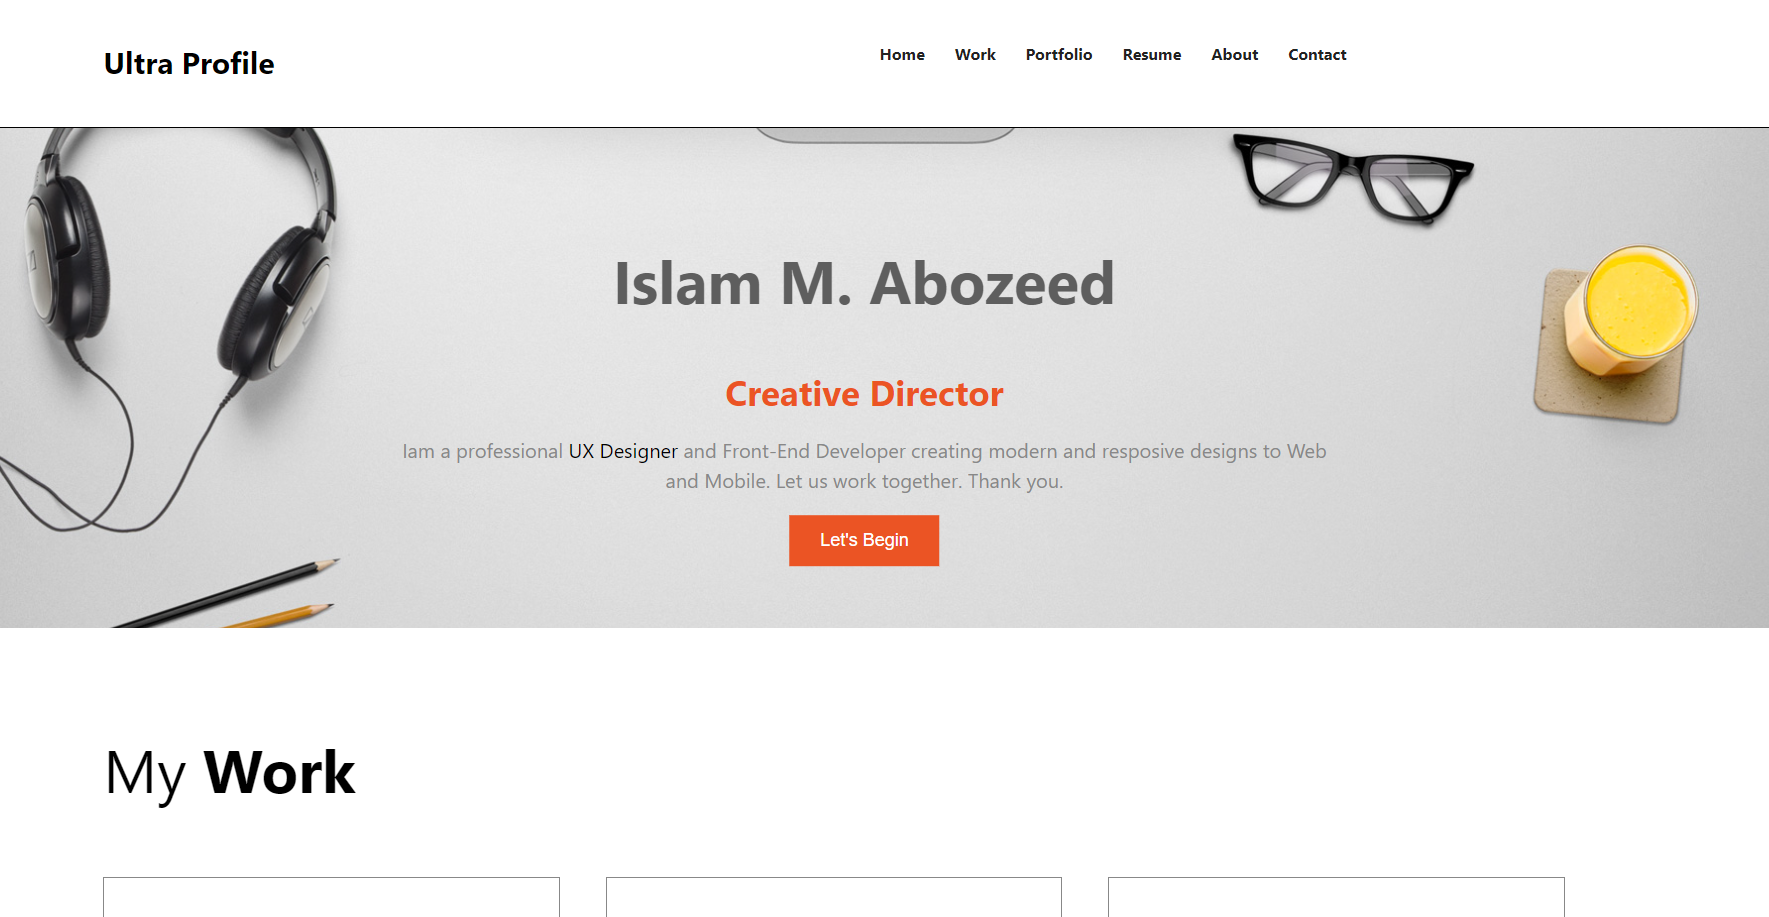 Ultra Profile
Home Work Portfolio Resume About Contact
Islam M. Abozeed
Creative Director
Iam a professional UX Designer and Front-End Developer creating modern and resposive designs to Web
and Mobile. Let us work together. Thank you.
Let's Begin
My Work